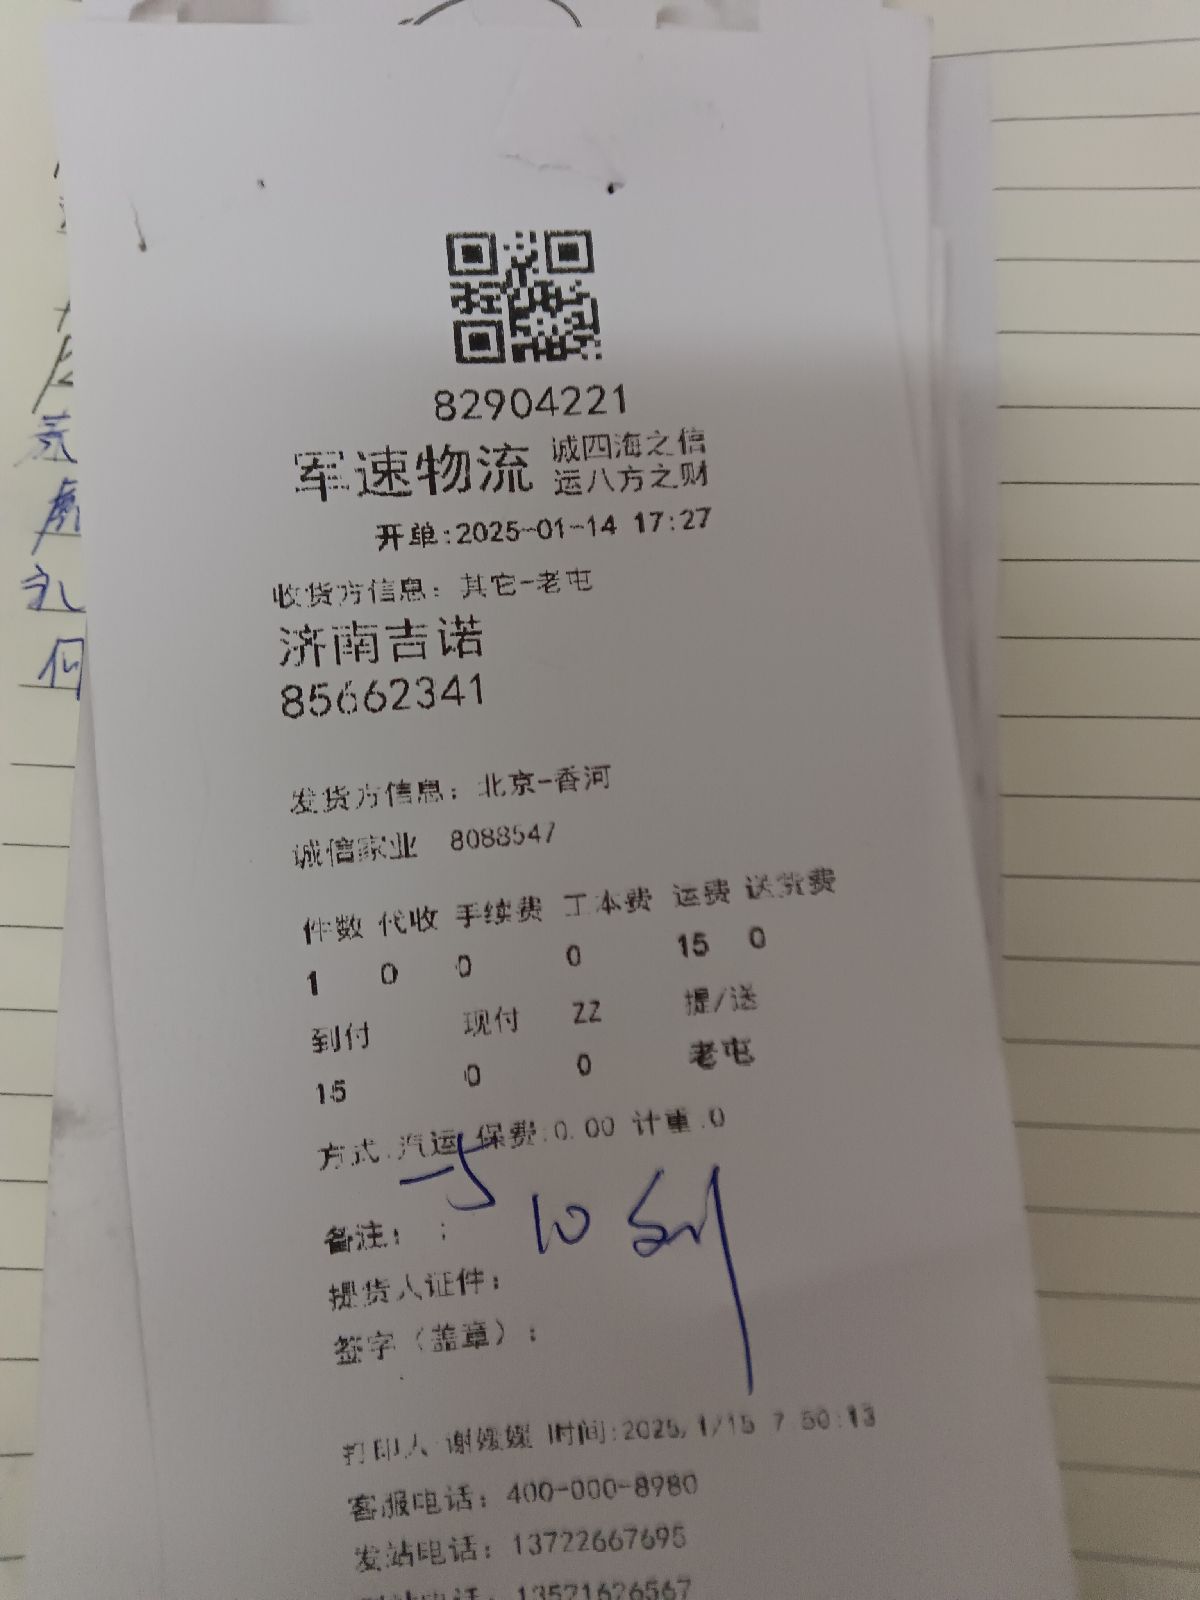 82904221
军速物流 诚四海之信
运八方之财
开单:2025-01-14 17:27
收货方信息: 其它-老屯
济南吉诺
85662341
发货方信息: 北京-香河
诚信家业 8088547
件数 代收 手续费 工本费 运费 送货费
1 0 0 0 15 0
到付 现付 ZZ 提/送
15 0 0 老屯
方式:汽运 保费:0.00 计重:0
备注: ;
10
提货人证件:
签字(盖章):
打印人 谢媛媛 时间:2025/1/15 7 50:13
客服电话: 400-000-8980
发站电话: 13722667695
13521626567